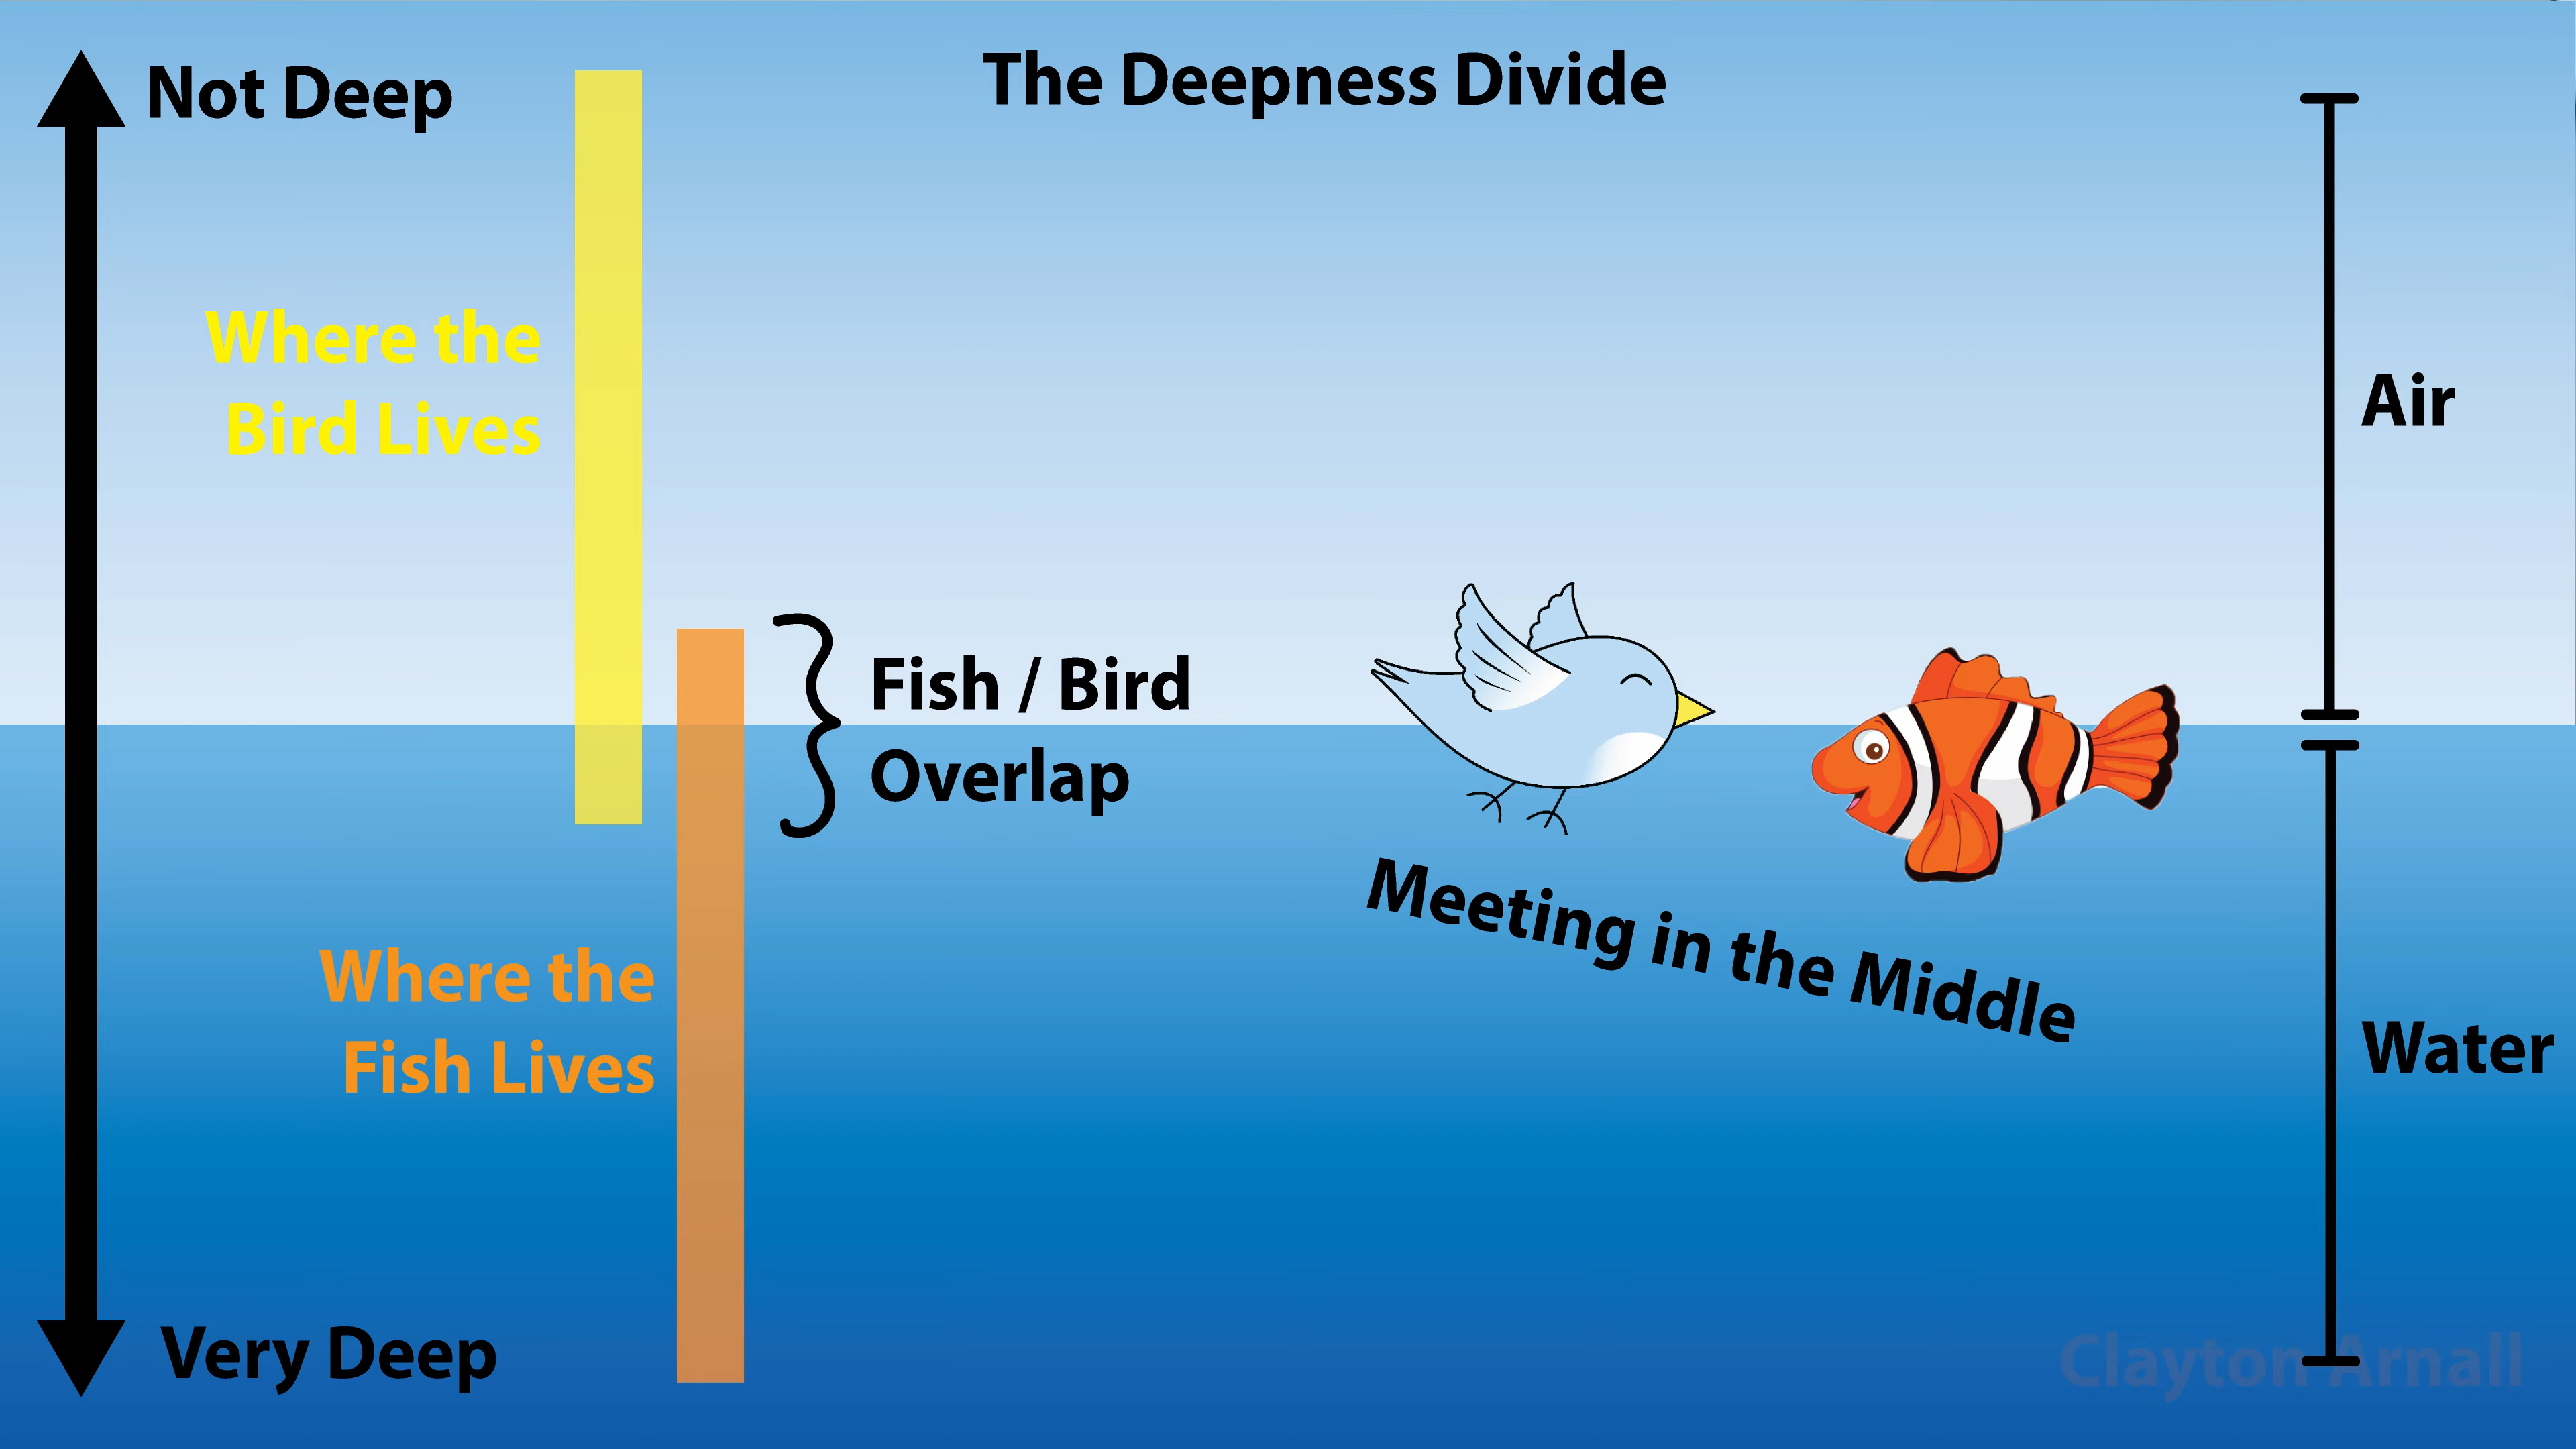 The Deepness Divide
Not Deep
Where the
Bird Lives
Air
Fish / Bird
Overlap
Meeting in the Middle
Where the
Fish Lives
Water
Very Deep
Clayton Arnall